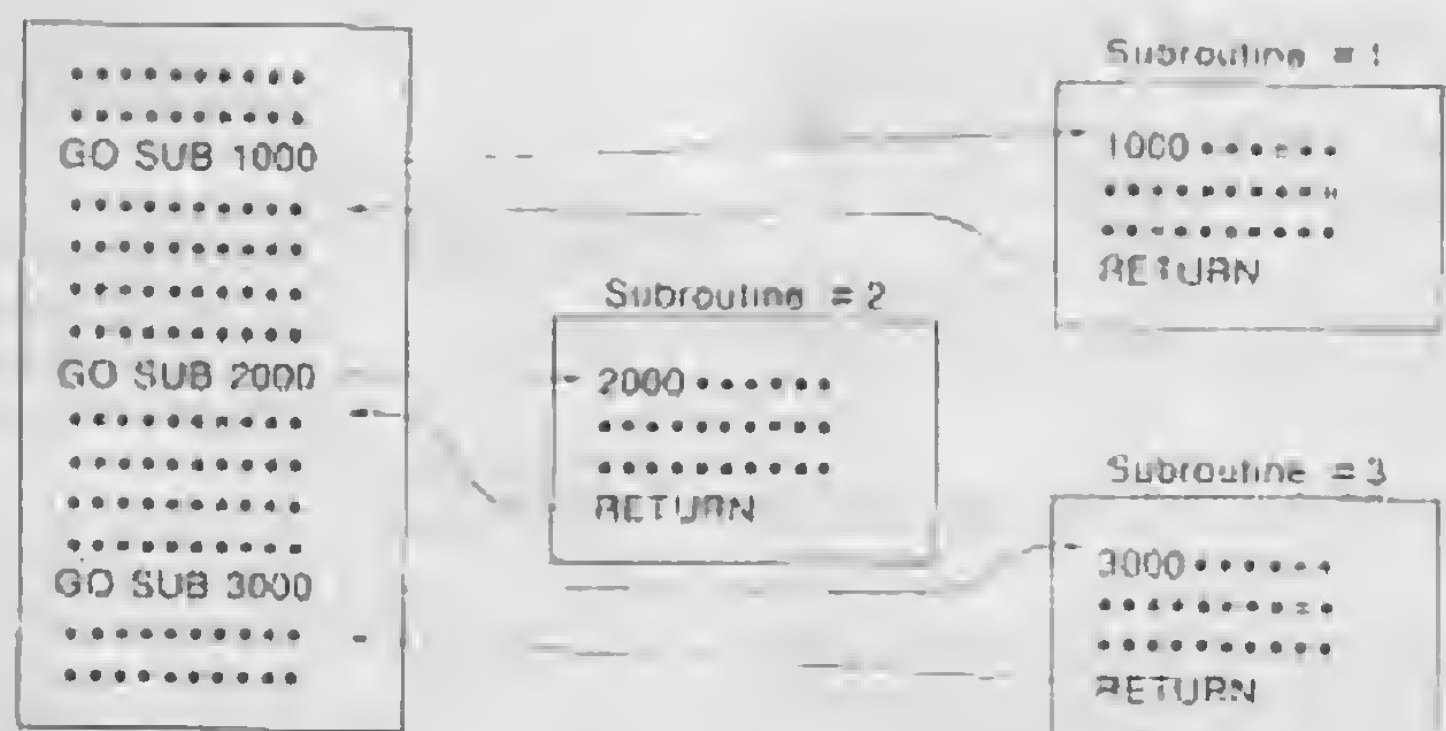 • • • • • • • • • •
• • • • • • • • • •
GO SUB 1000
• • • • • • • • • •
• • • • • • • • • •
• • • • • • • • • •
• • • • • • • • • •
GO SUB 2000
• • • • • • • • • •
• • • • • • • • • •
• • • • • • • • • •
• • • • • • • • • •
GO SUB 3000
• • • • • • • • • •
• • • • • • • • • •
Subroutine = 1
1000 • • • • • •
• • • • • • • • • •
• • • • • • • • • •
RETURN
Subroutine = 2
2000 • • • • • •
• • • • • • • • • •
• • • • • • • • • •
RETURN
Subroutine = 3
3000 • • • • • •
• • • • • • • • • •
• • • • • • • • • •
RETURN